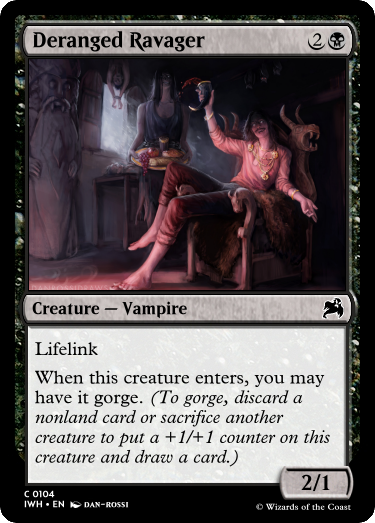 Deranged Ravager 2
Creature — Vampire
Lifelink
When this creature enters, you may
have it gorge. (To gorge, discard a
nonland card or sacrifice another
creature to put a +1/+1 counter on this
creature and draw a card.)
2/1
C 0104
IWH • EN DAN-ROSSI
© Wizards of the Coast